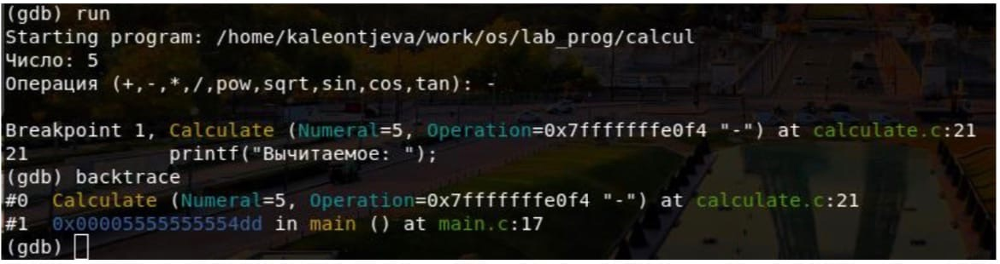 (gdb) run
Starting program: /home/kaleontjeva/work/os/lab_prog/calcul
Число: 5
Операция (+,-,*,/,pow,sqrt,sin,cos,tan): -
Breakpoint 1, Calculate (Numeral=5, Operation=0x7fffffffe0f4 "-") at calculate.c:21
21 printf("Вычитаемое: ");
(gdb) backtrace
#0 Calculate (Numeral=5, Operation=0x7fffffffe0f4 "-") at calculate.c:21
#1 0x00005555555554dd in main () at main.c:17
(gdb)